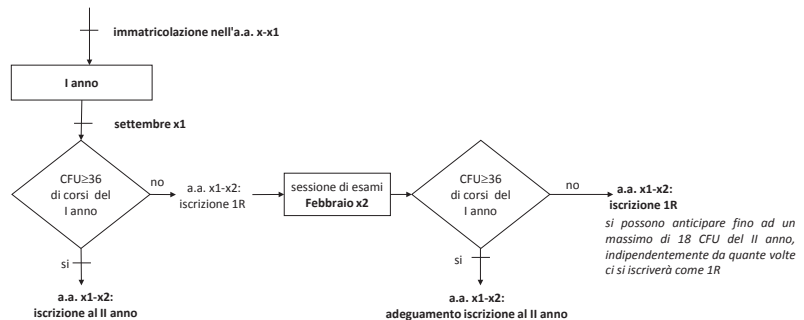 immatricolazione nell'a.a. x-x1
I anno
settembre x1
CFU≥36
di corsi del
I anno
no
a.a. x1-x2:
iscrizione 1R
sessione di esami
Febbraio x2
CFU≥36
di corsi del
I anno
no
a.a. x1-x2:
iscrizione 1R
si possono anticipare fino ad un
massimo di 18 CFU del II anno,
indipendentemente da quante volte
ci si iscriverà come 1R
si
a.a. x1-x2:
iscrizione al II anno
si
a.a. x1-x2:
adeguamento iscrizione al II anno